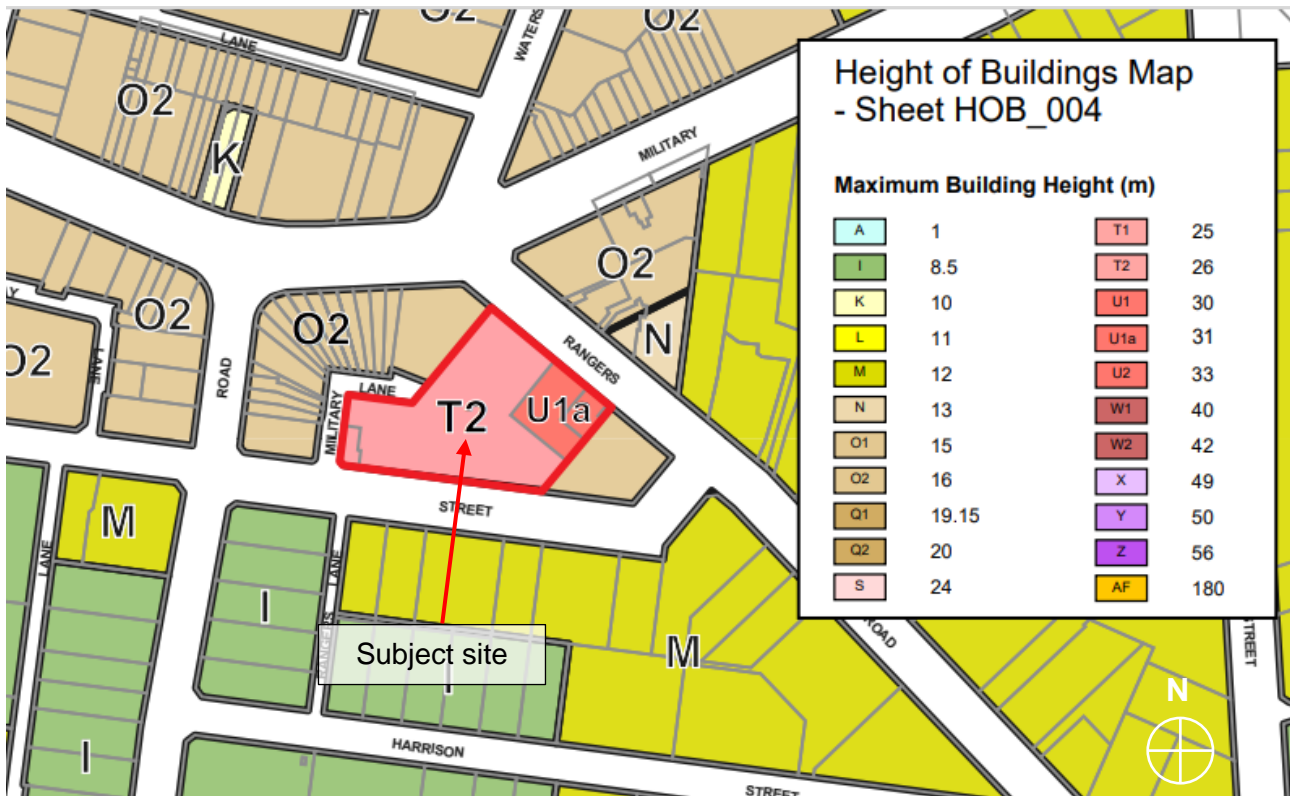 O2
WATERS
O2
LANE
O2
K
MILITARY
Height of Buildings Map
- Sheet HOB_004
Maximum Building Height (m)
A 1 T1 25
I 8.5 T2 26
K 10 U1 30
L 11 U1a 31
M 12 U2 33
N 13 W1 40
O1 15 W2 42
O2 16 X 49
Q1 19.15 Y 50
Q2 20 Z 56
S 24 AF 180
O2
O2
O2
N
RANGERS
O2
LANE
ROAD
LANE
MILITARY
T2
U1a
STREET
M
LANE
I
LANE
RANGERS
Subject site
I
M
ROAD
STREET
N
I
HARRISON
STREET